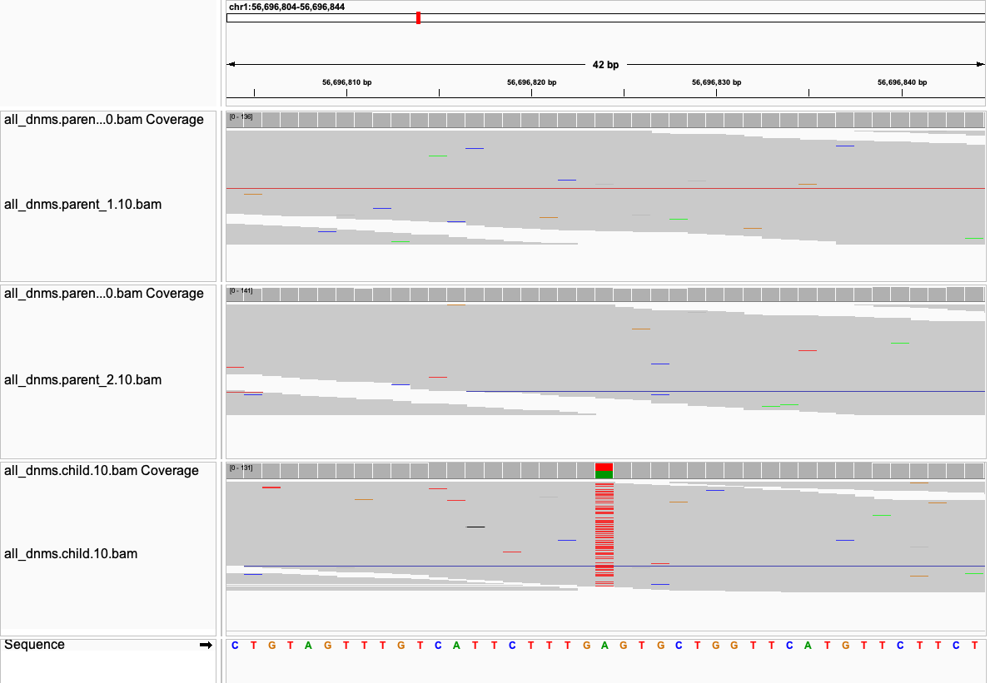 chr1:56,696,804-56,696,844
42 bp
56,696,810 bp 56,696,820 bp 56,696,830 bp 56,696,840 bp
all_dnms.paren...0.bam Coverage
[0 - 136]
all_dnms.parent_1.10.bam
all_dnms.paren...0.bam Coverage
[0 - 141]
all_dnms.parent_2.10.bam
all_dnms.child.10.bam Coverage
[0 - 131]
all_dnms.child.10.bam
Sequence
C T G T A G T T T G T C A T T C T T T G A G T G C T G G T T C A T G T T C T T C T